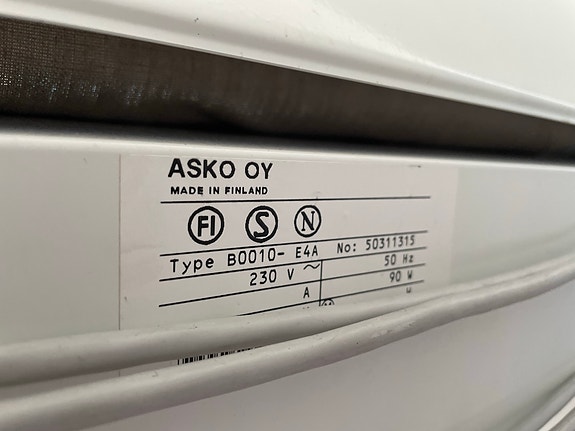 ASKO OY
MADE IN FINLAND
FI S N
Type B0010- E4A No: 50311315
230 V ~ 50 Hz
A 90 W